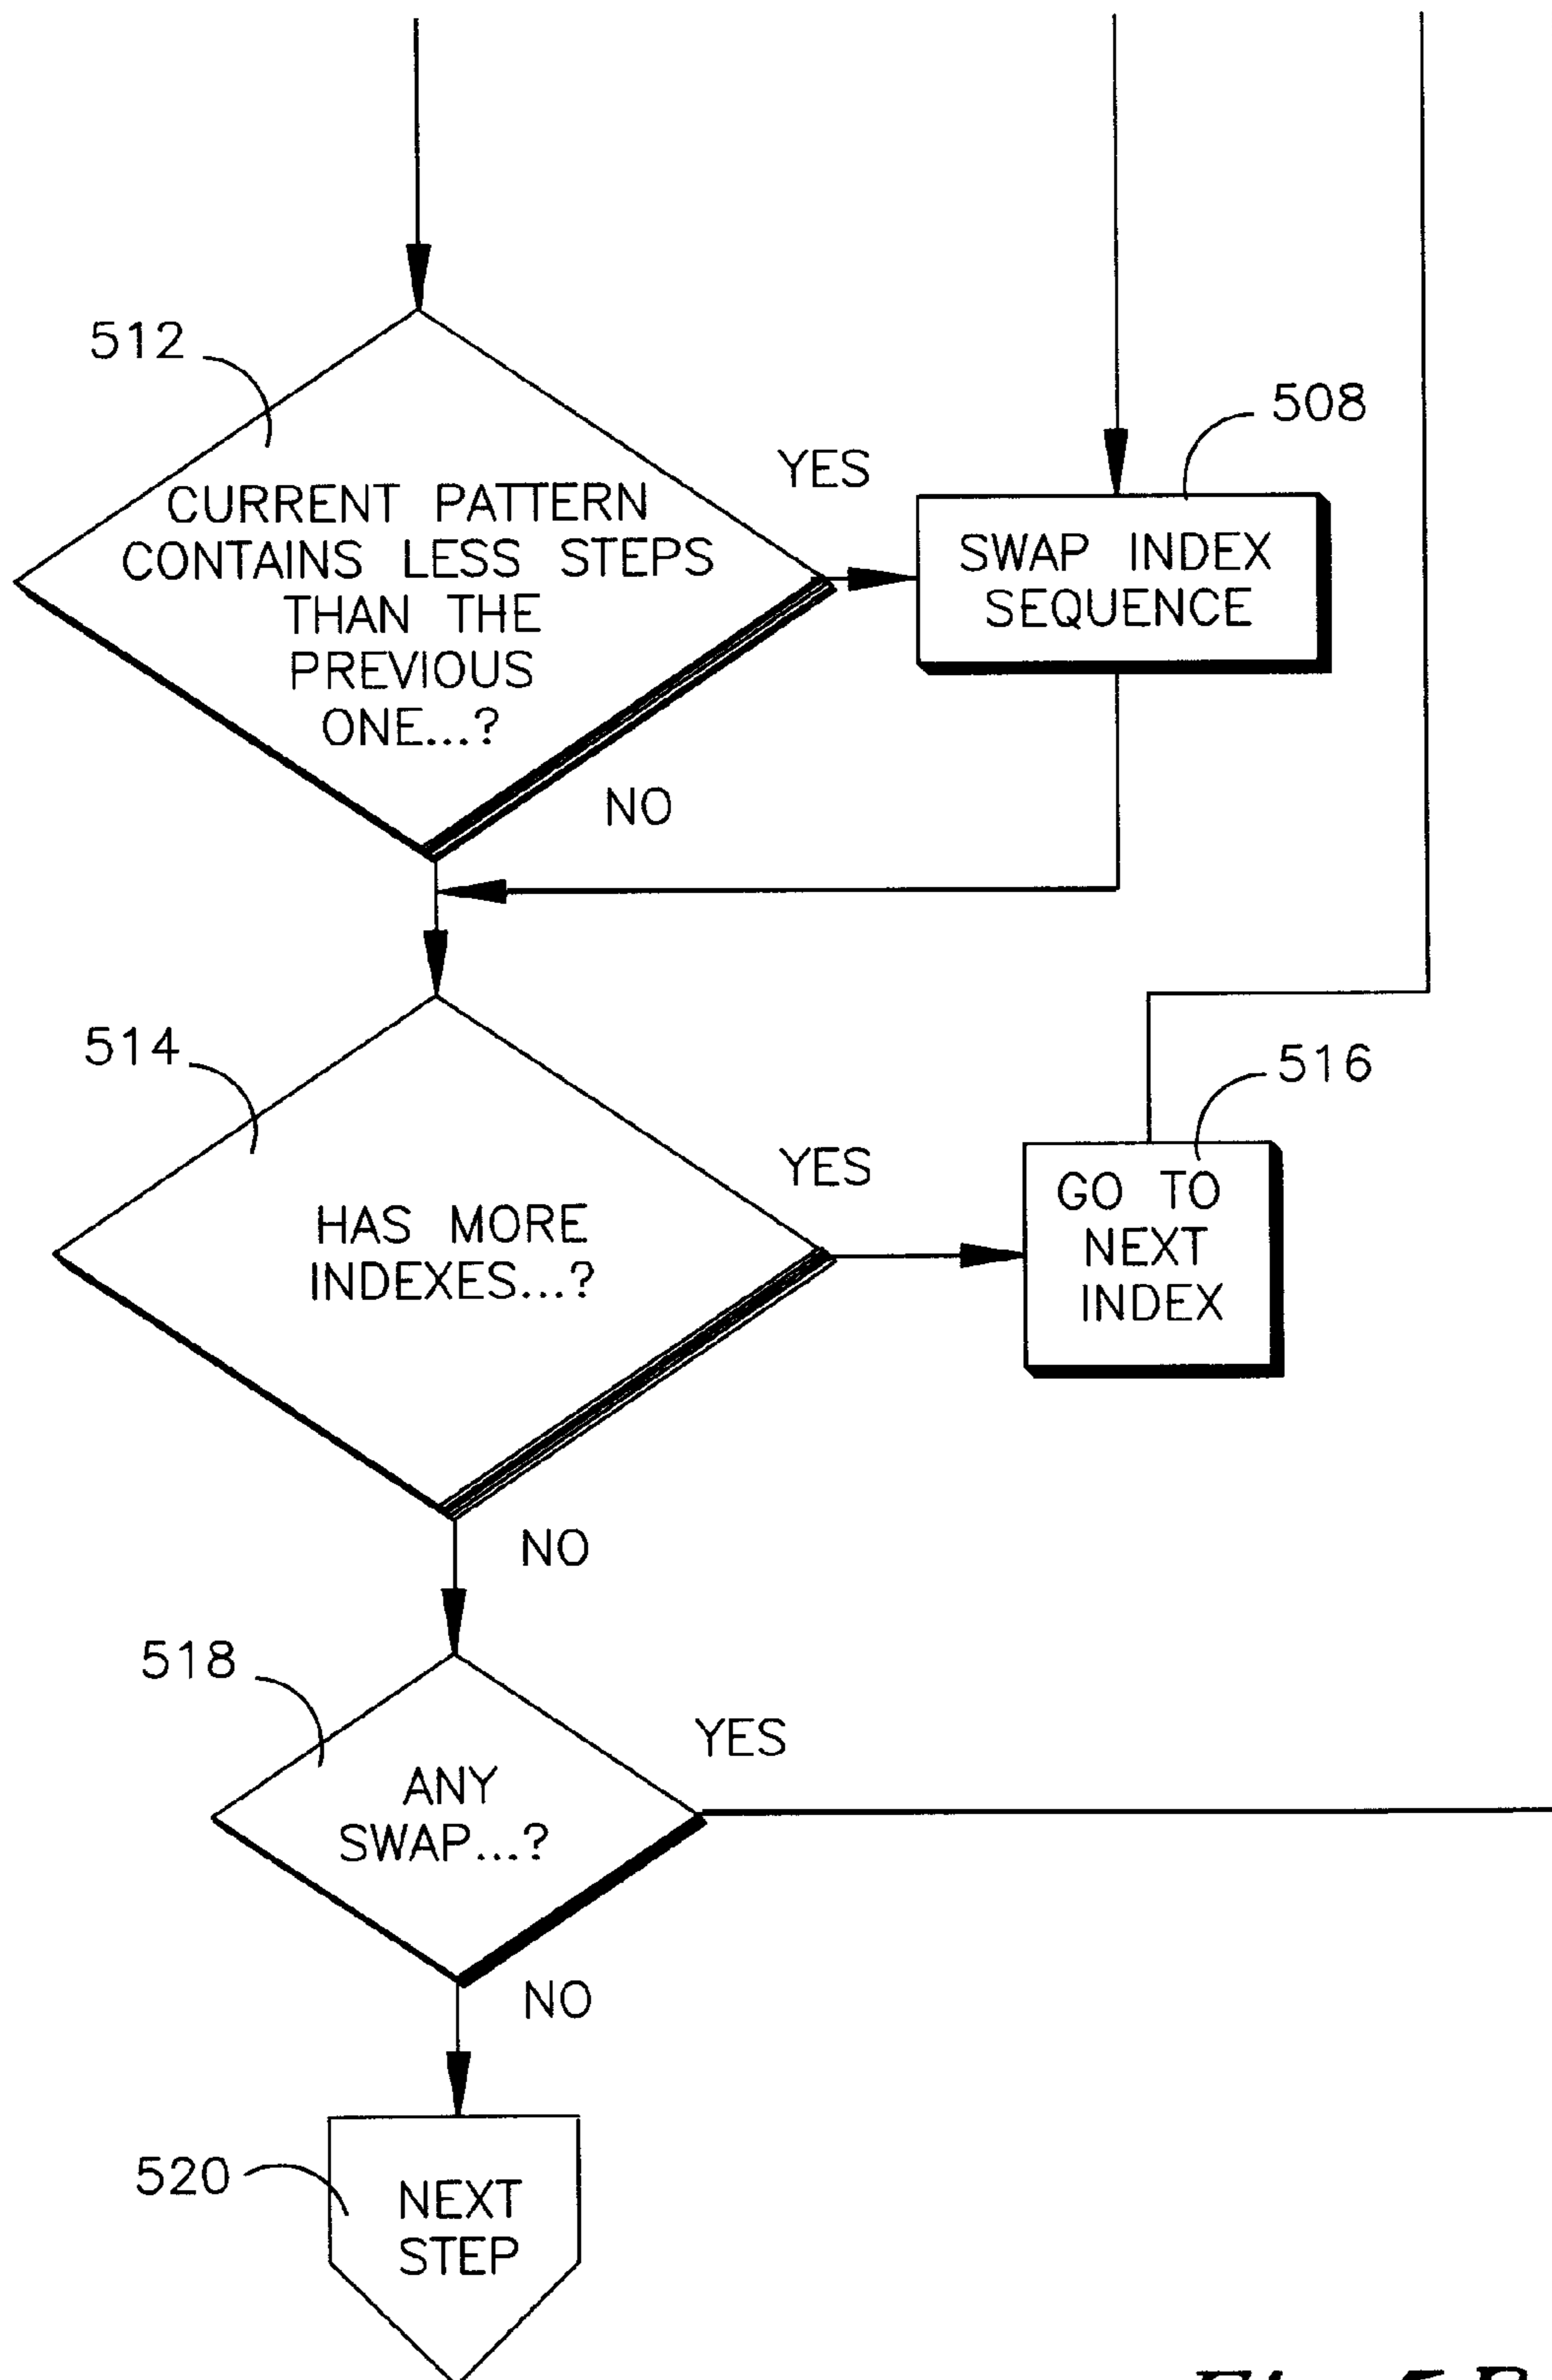 512
CURRENT PATTERN
CONTAINS LESS STEPS
THAN THE
PREVIOUS
ONE...?
YES
NO
508
SWAP INDEX
SEQUENCE
514
HAS MORE
INDEXES...?
YES
NO
516
GO TO
NEXT
INDEX
518
ANY
SWAP...?
YES
NO
520
NEXT
STEP